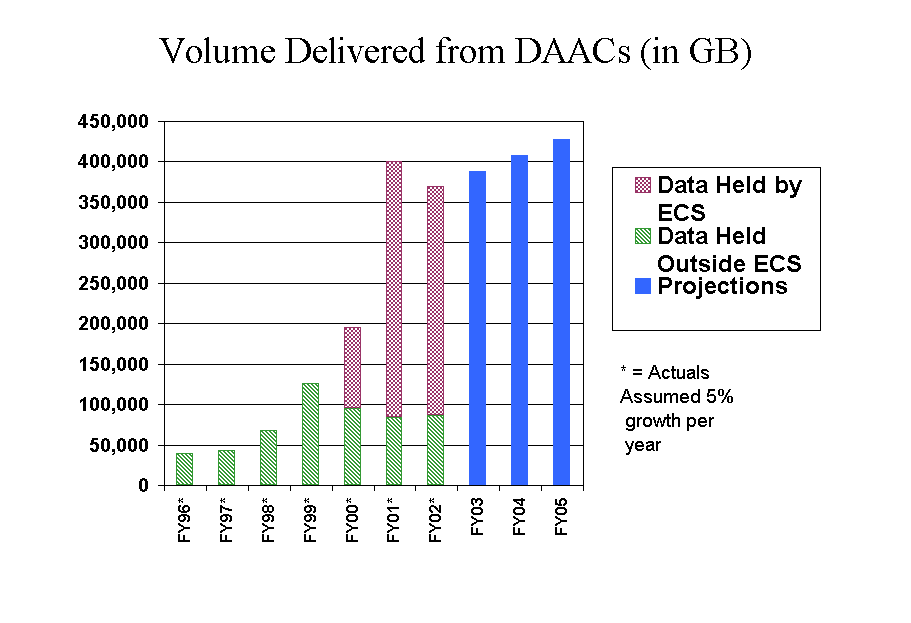 Volume Delivered from DAACs (in GB)
450,000
400,000
350,000
300,000
250,000
200,000
150,000
100,000
50,000
0
FY96*
FY97*
FY98*
FY99*
FY00*
FY01*
FY02*
FY03
FY04
FY05
Data Held by
ECS
Data Held
Outside ECS
Projections
* = Actuals
Assumed 5%
growth per
year